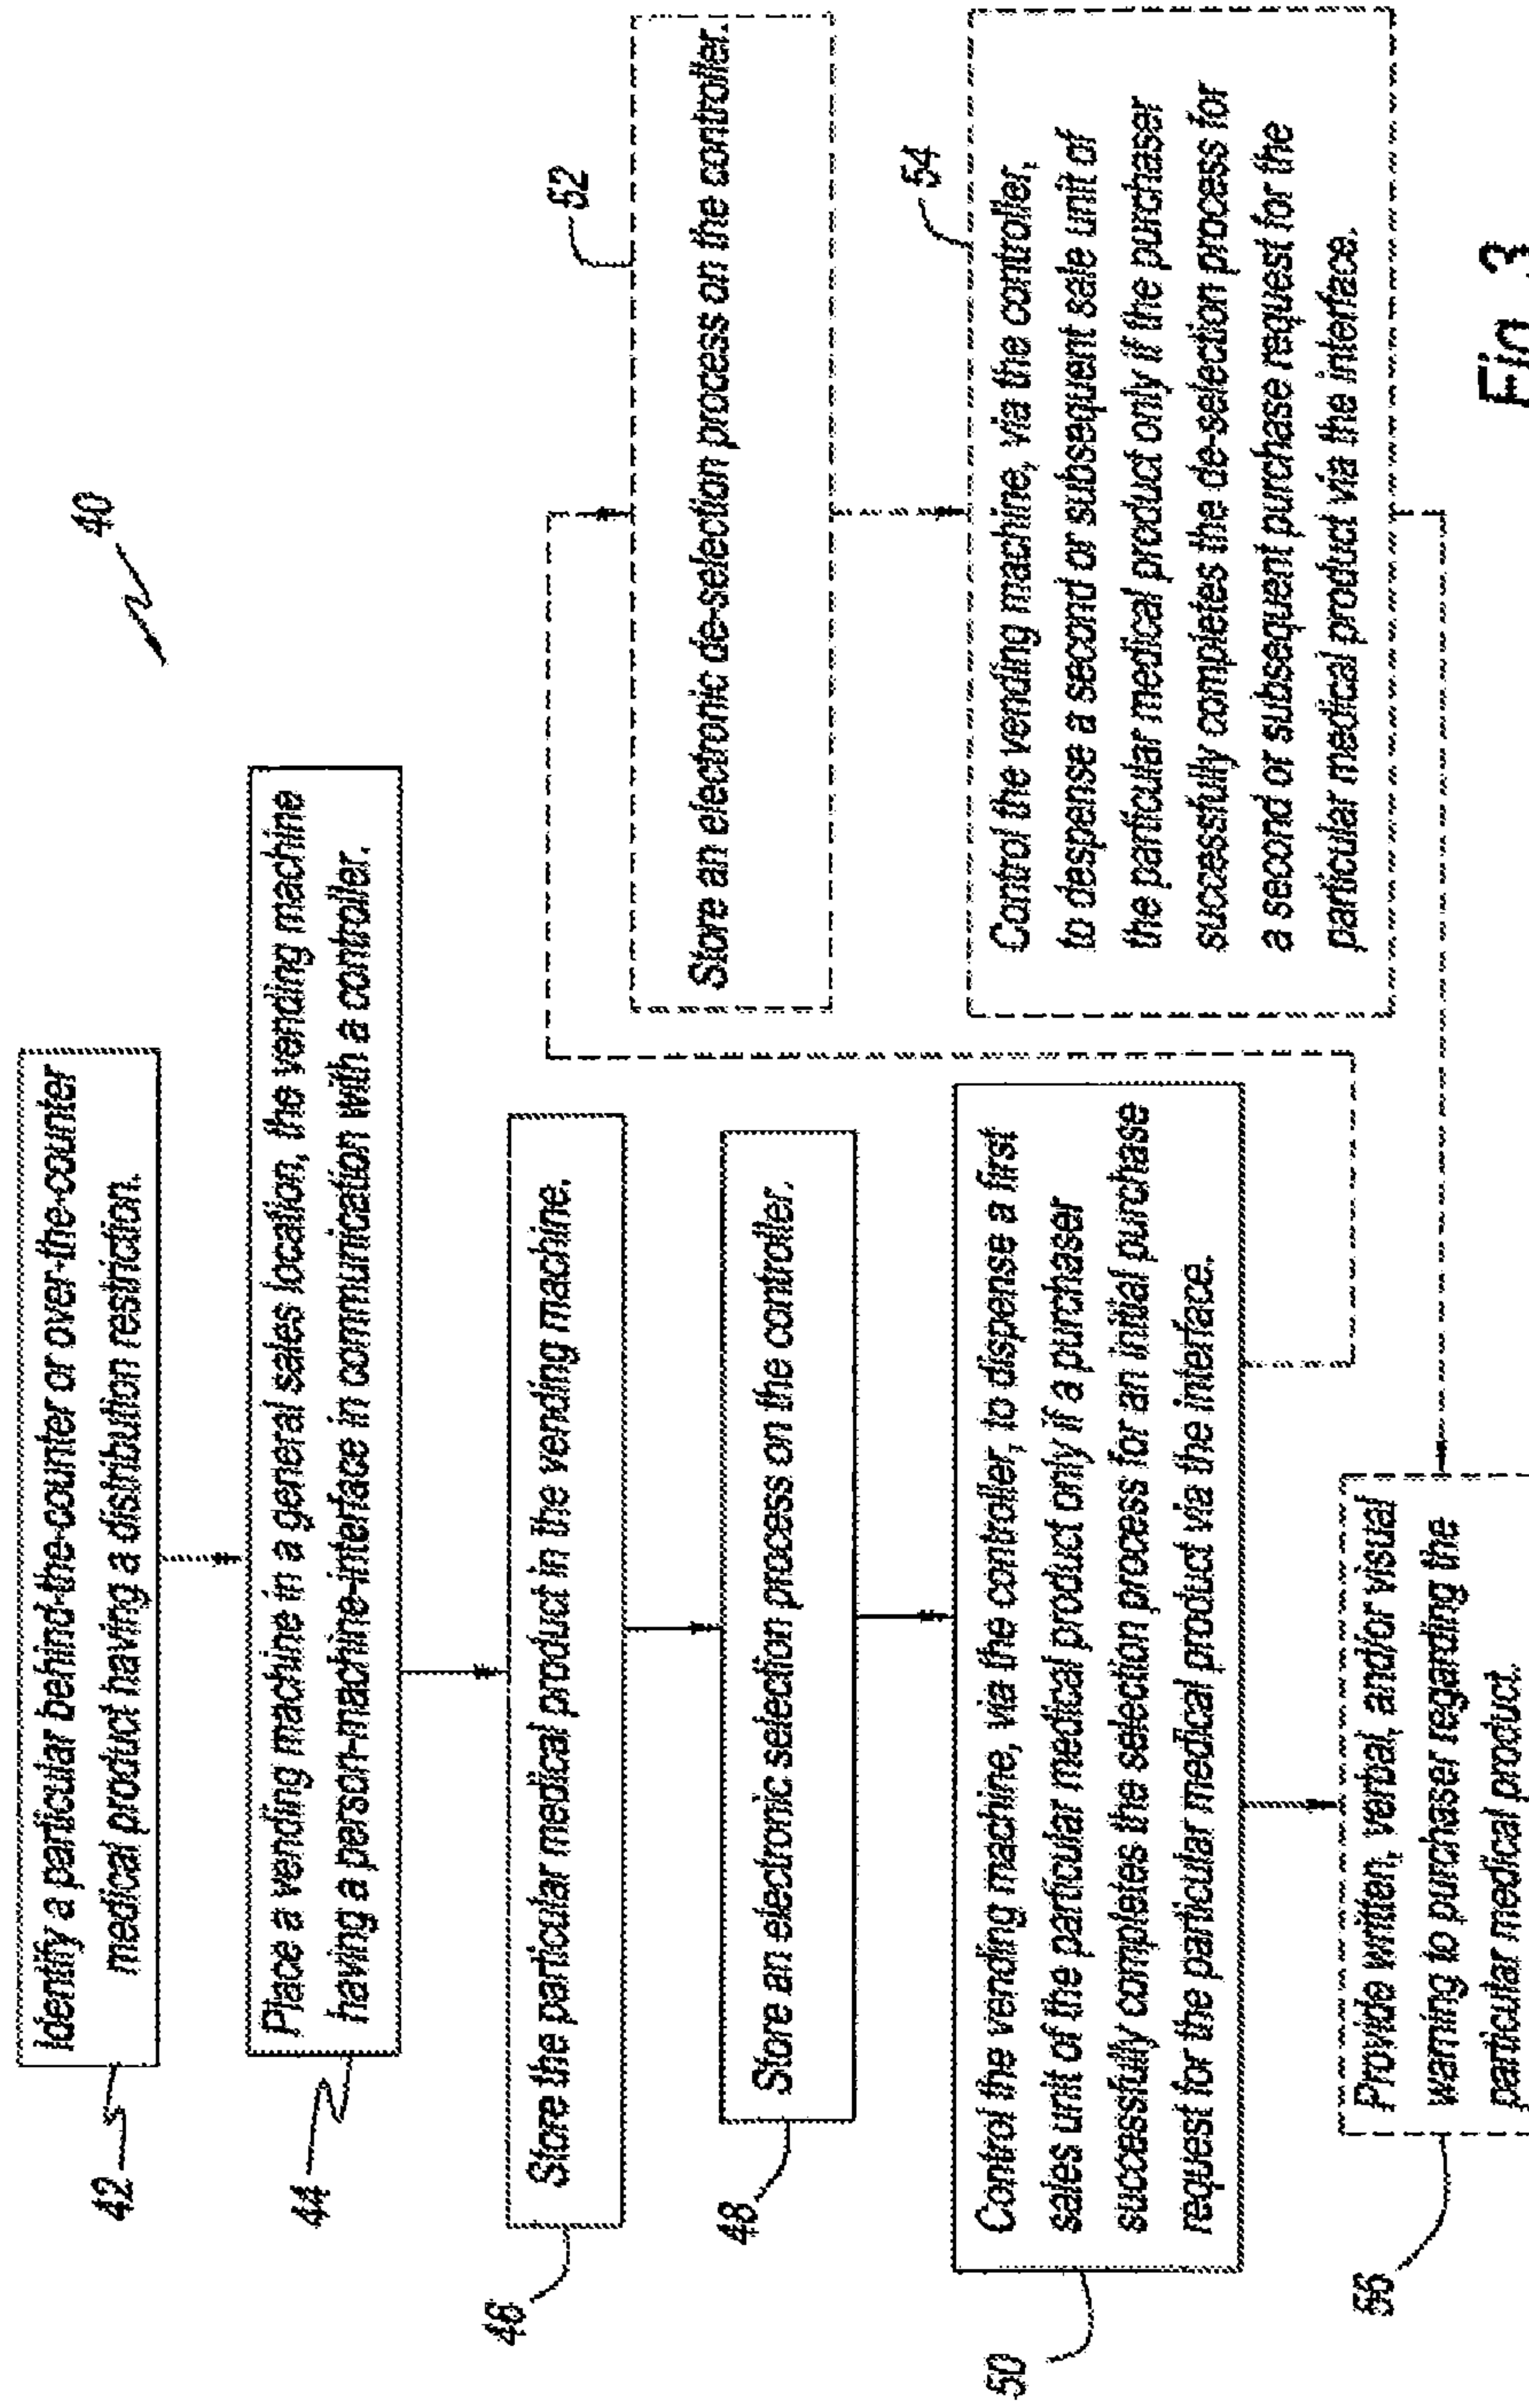 40
42
Identify a particular behind-the-counter or over-the-counter
medical product having a distribution restriction.
44
Place a vending machine in a general sales location, the vending machine
having a person-machine-interface in communication with a controller.
46
Store the particular medical product in the vending machine.
48
Store an electronic selection process on the controller.
50
Control the vending machine, via the controller, to dispense a first
sales unit of the particular medical product only if a purchaser
successfully completes the selection process for an initial purchase
request for the particular medical product via the interface.
52
Store an electronic de-selection process on the controller.
54
Control the vending machine, via the controller,
to despense a second or subsequent sale unit of
the particular medical product only if the purchaser
successfully completes the de-selection process for
a second or subsequent purchase request for the
particular medical product via the interface.
56
Provide written, verbal, and/or visual
warning to purchaser regarding the
particular medical product.
Fig. 3